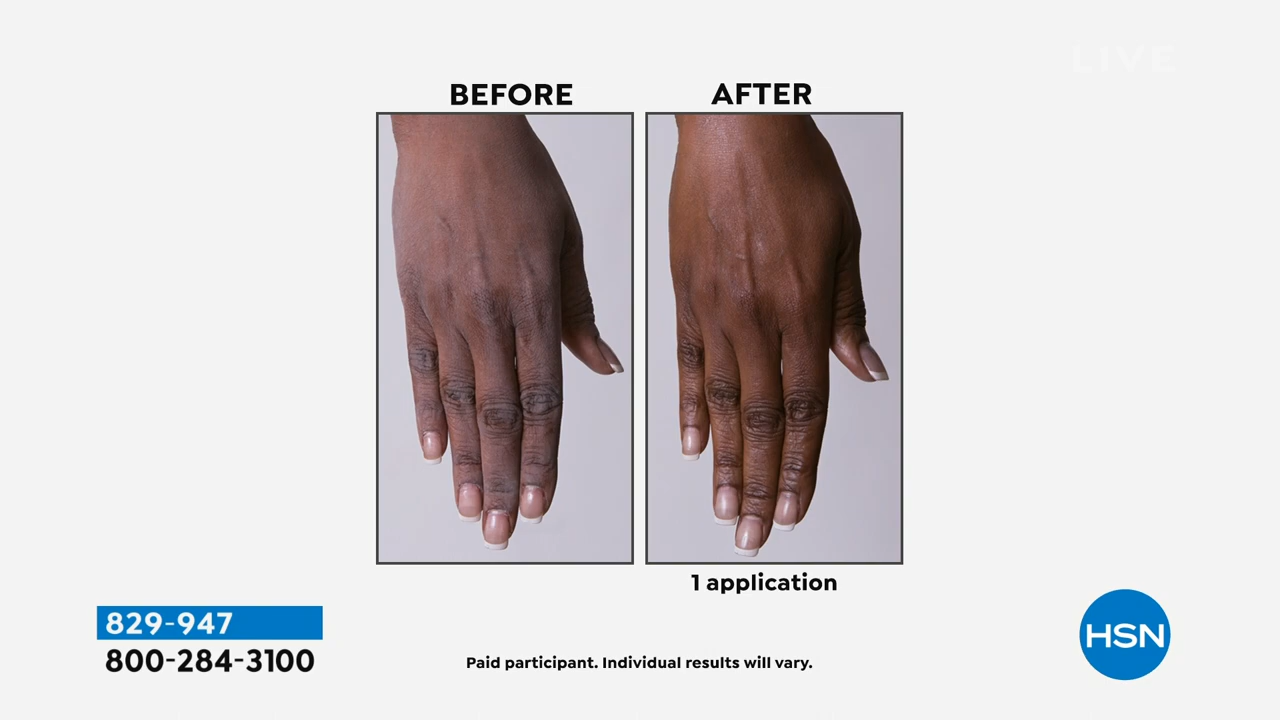 LIVE
BEFORE
AFTER
1 application
829-947
800-284-3100
Paid participant. Individual results will vary.
HSN